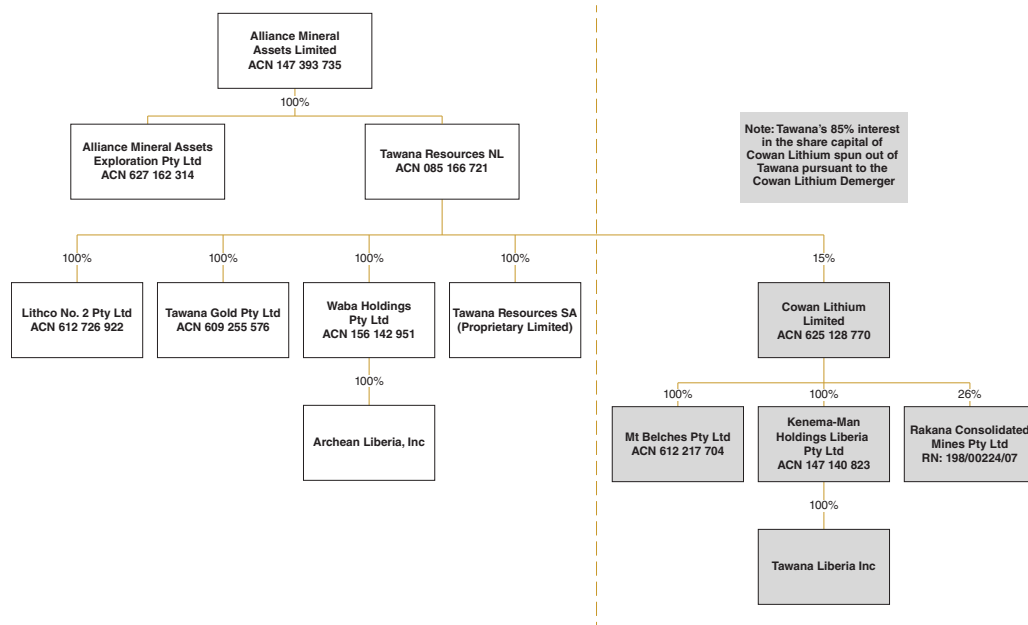 Alliance Mineral
Assets Limited
ACN 147 393 735
100%
Alliance Mineral Assets
Exploration Pty Ltd
ACN 627 162 314
Tawana Resources NL
ACN 085 166 721
Note: Tawana's 85% interest
in the share capital of
Cowan Lithium spun out of
Tawana pursuant to the
Cowan Lithium Demerger
100%
100%
100%
100%
15%
Lithco No. 2 Pty Ltd
ACN 612 726 922
Tawana Gold Pty Ltd
ACN 609 255 576
Waba Holdings
Pty Ltd
ACN 156 142 951
Tawana Resources SA
(Proprietary Limited)
Cowan Lithium
Limited
ACN 625 128 770
100%
Archean Liberia, Inc
100%
100%
26%
Mt Belches Pty Ltd
ACN 612 217 704
Kenema-Man
Holdings Liberia
Pty Ltd
ACN 147 140 823
Rakana Consolidated
Mines Pty Ltd
RN: 198/00224/07
100%
Tawana Liberia Inc